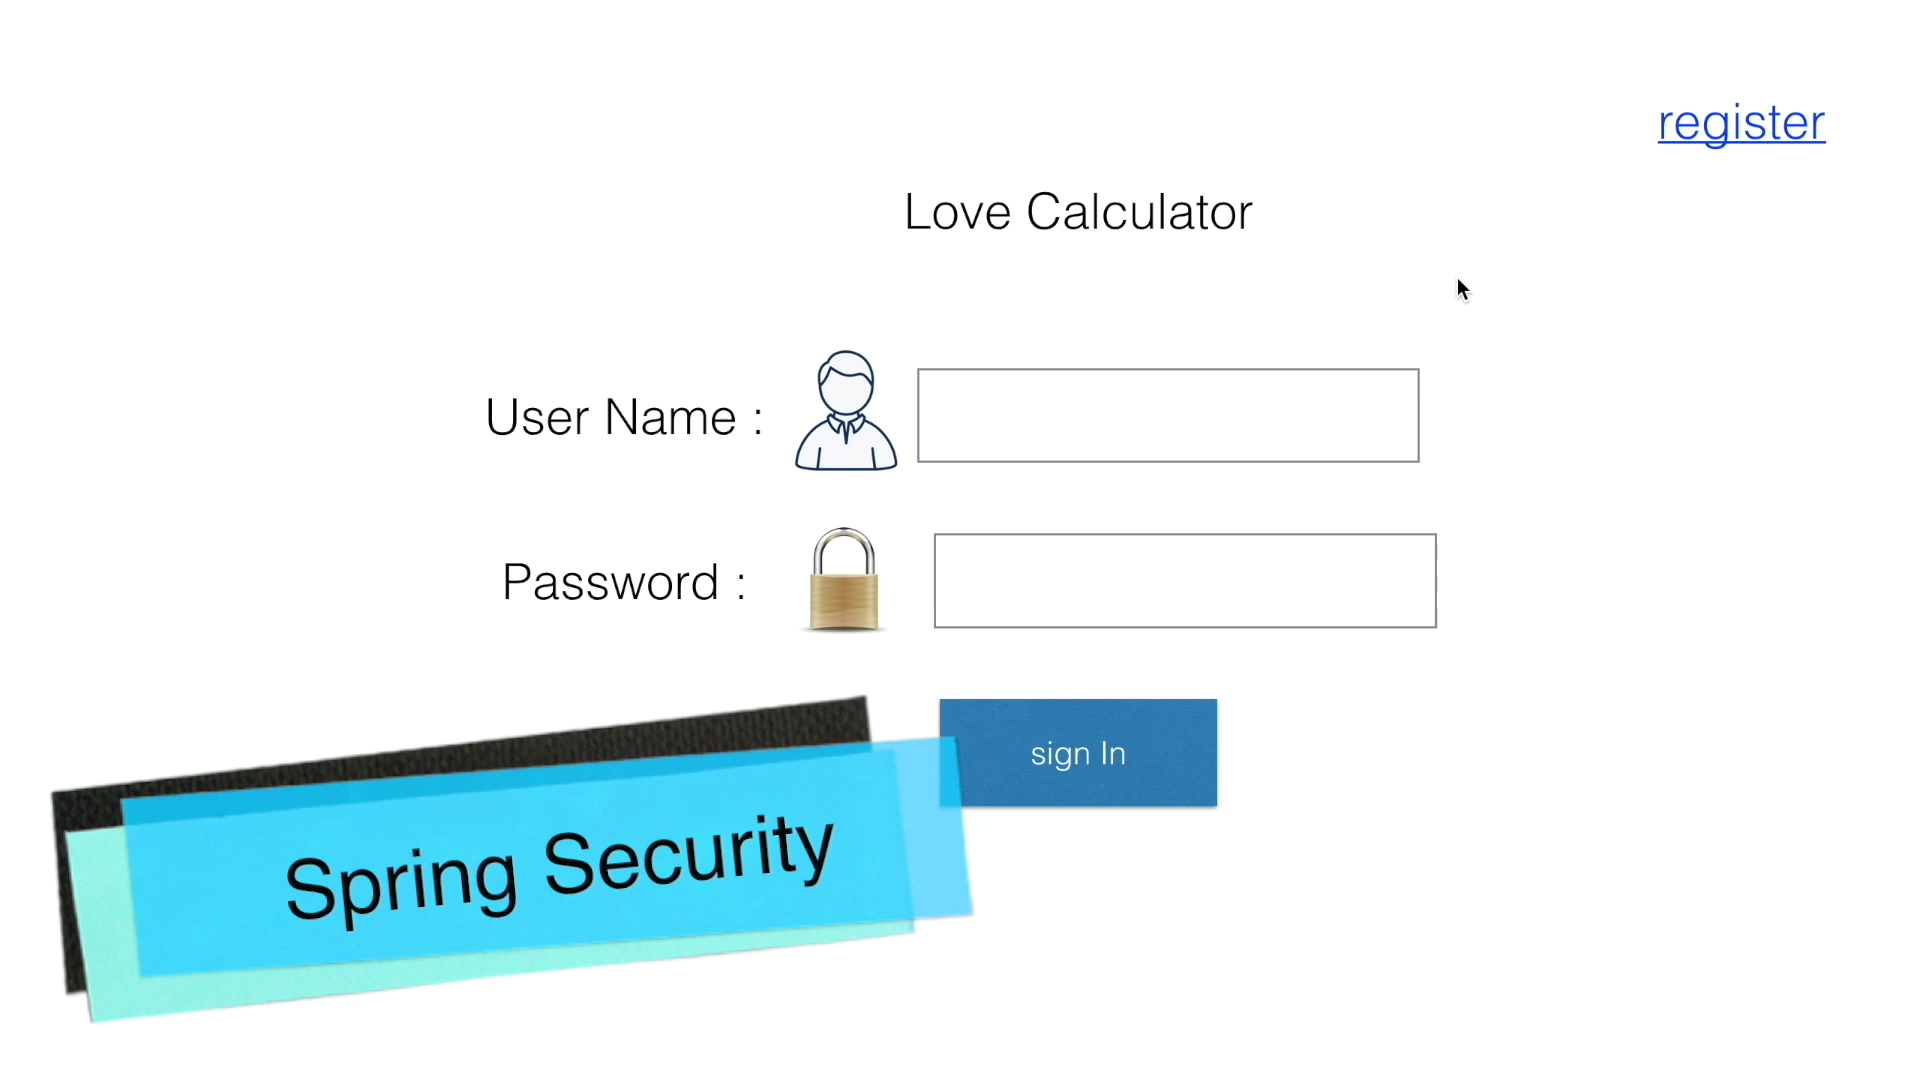 register
Love Calculator
User Name :
Password :
sign In
Spring Security